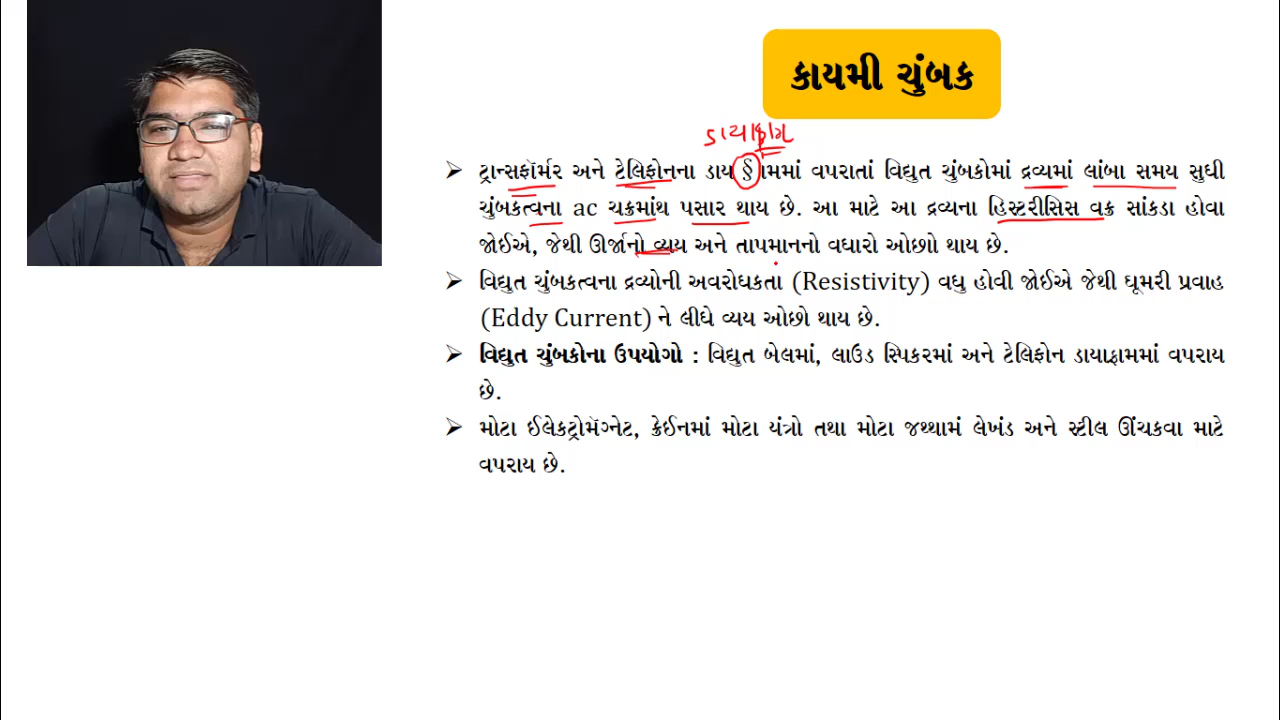 કાયમી ચુંબક
ડાયાફ્રામ
➢ ટ્રાન્સફૉર્મર અને ટેલિફોનના ડાય§ામમાં વપરાતાં વિદ્યુત ચુંબકોમાં દ્રવ્યમાં લાંબા સમય સુધી
ચુંબકત્વના ac ચક્રમાંથ પસાર થાય છે. આ માટે આ દ્રવ્યના હિસ્ટરીસિસ વક્ર સાંકડા હોવા
જોઈએ, જેથી ઊર્જાનો વ્યય અને તાપમાનનો વધારો ઓછાો થાય છે.
➢ વિદ્યુત ચુંબકત્વના દ્રવ્યોની અવરોધકતા (Resistivity) વધુ હોવી જોઈએ જેથી ઘૂમરી પ્રવાહ
(Eddy Current) ને લીધે વ્યય ઓછો થાય છે.
➢ વિદ્યુત ચુંબકોના ઉપયોગો : વિદ્યુત બેલમાં, લાઉડ સ્પિકરમાં અને ટેલિફોન ડાયાફ્રામમાં વપરાય
છે.
➢ મોટા ઈલેકટ્રોમૅગ્નેટ, ક્રેઈનમાં મોટા યંત્રો તથા મોટા જથ્થામં લેખંડ અને સ્ટીલ ઊંચકવા માટે
વપરાય છે.